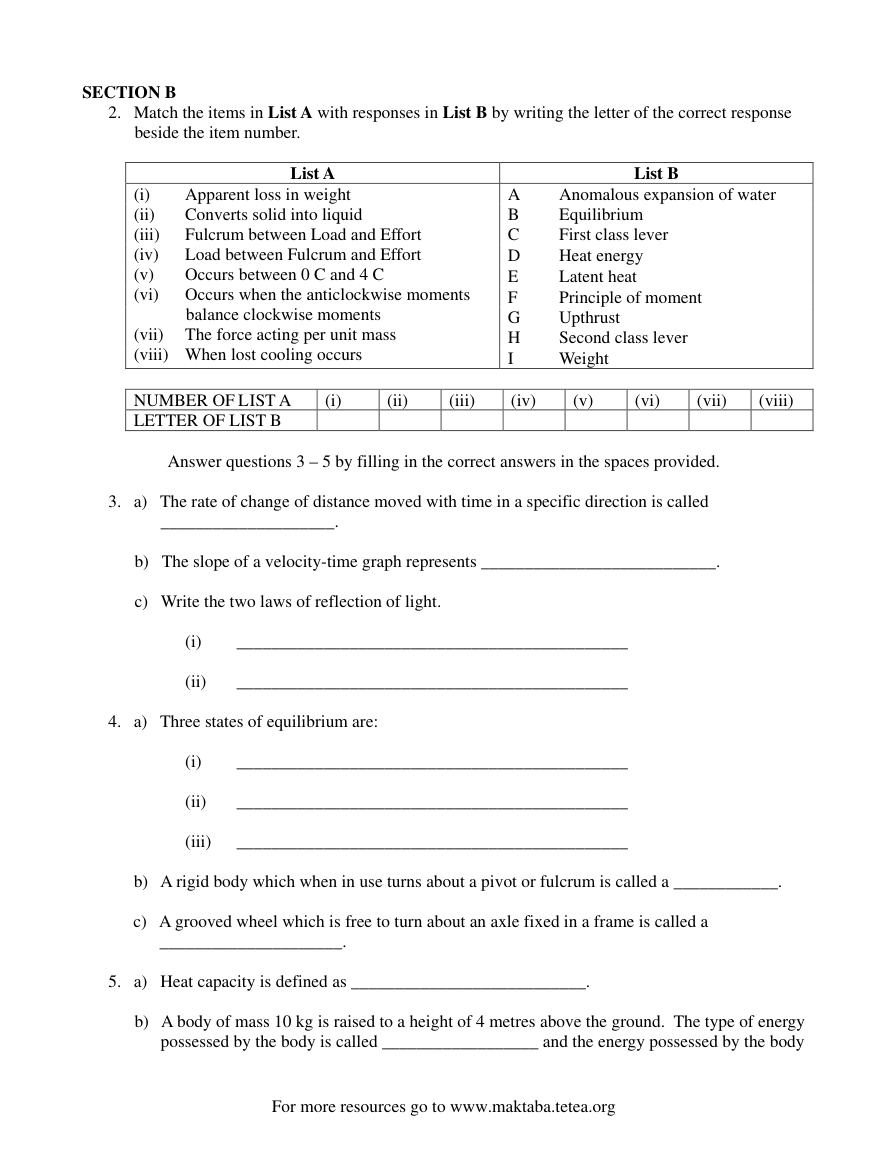 SECTION B
2. Match the items in List A with responses in List B by writing the letter of the correct response
beside the item number.
List A List B
(i) Apparent loss in weight A Anomalous expansion of water
(ii) Converts solid into liquid B Equilibrium
(iii) Fulcrum between Load and Effort C First class lever
(iv) Load between Fulcrum and Effort D Heat energy
(v) Occurs between 0 C and 4 C E Latent heat
(vi) Occurs when the anticlockwise moments F Principle of moment
balance clockwise moments G Upthrust
(vii) The force acting per unit mass H Second class lever
(viii) When lost cooling occurs I Weight
NUMBER OF LIST A (i) (ii) (iii) (iv) (v) (vi) (vii) (viii)
LETTER OF LIST B
Answer questions 3 – 5 by filling in the correct answers in the spaces provided.
3. a) The rate of change of distance moved with time in a specific direction is called
____________________.
b) The slope of a velocity-time graph represents ___________________________.
c) Write the two laws of reflection of light.
(i) _____________________________________________
(ii) _____________________________________________
4. a) Three states of equilibrium are:
(i) _____________________________________________
(ii) _____________________________________________
(iii) _____________________________________________
b) A rigid body which when in use turns about a pivot or fulcrum is called a ____________.
c) A grooved wheel which is free to turn about an axle fixed in a frame is called a
_____________________.
5. a) Heat capacity is defined as ___________________________.
b) A body of mass 10 kg is raised to a height of 4 metres above the ground. The type of energy
possessed by the body is called __________________ and the energy possessed by the body
For more resources go to www.maktaba.tetea.org